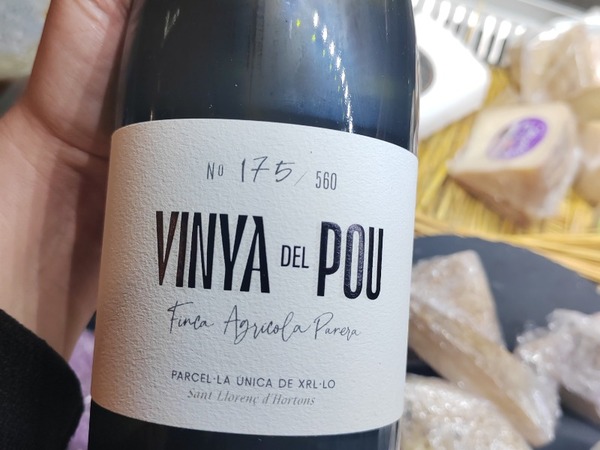 Nº 175/560
VINYA DEL POU
Finca Agrícola Parera
PARCEL·LA ÚNICA DE XRL·LO
Sant Llorenç d'Hortons